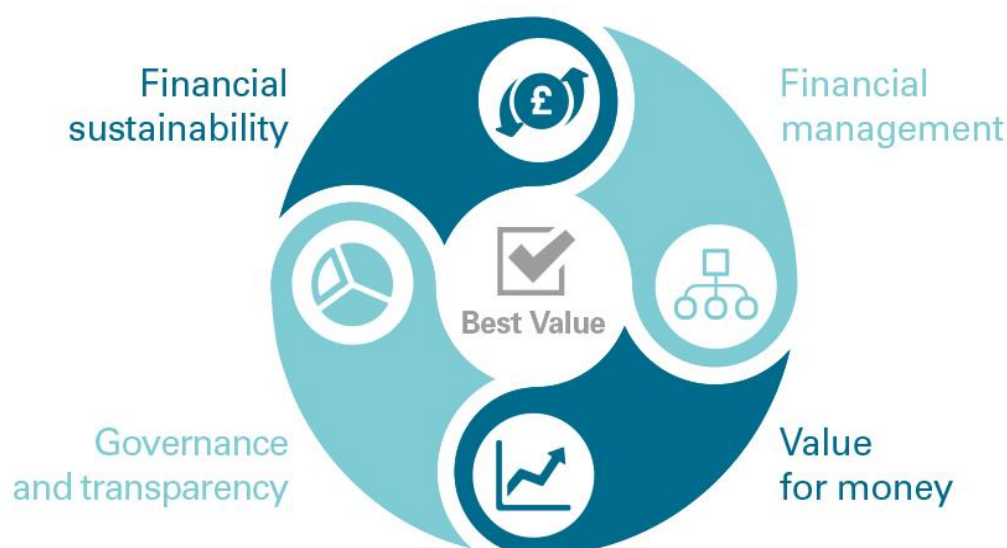 Financial
sustainability
Financial
management
£
Best Value
Governance
and transparency
Value
for money